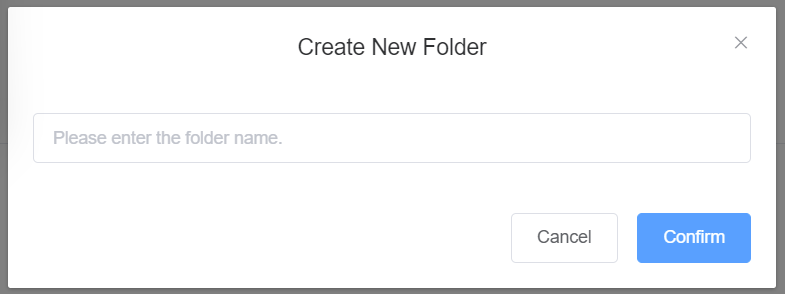 Create New Folder
Please enter the folder name.
Cancel
Confirm